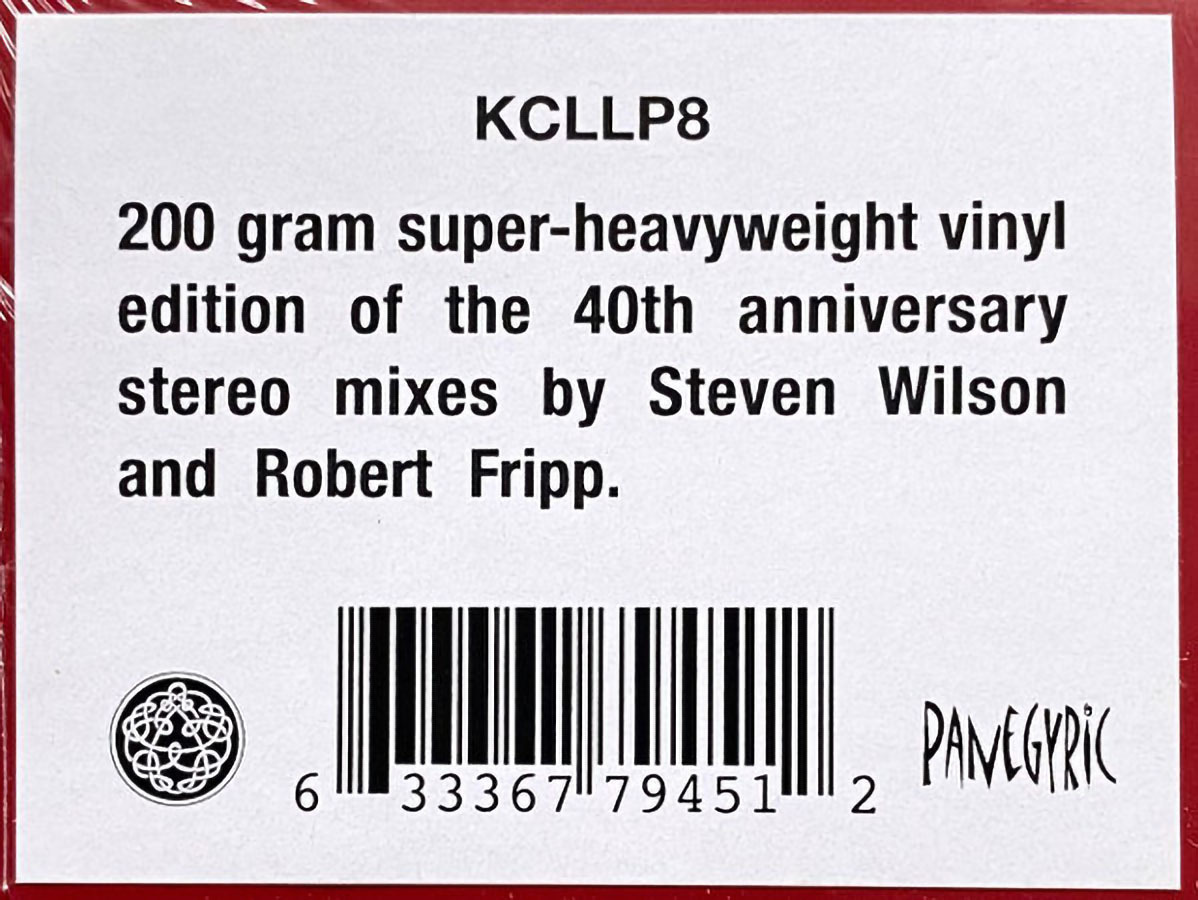 KCLLP8
200 gram super-heavyweight vinyl
edition of the 40th anniversary
stereo mixes by Steven Wilson
and Robert Fripp.
6 33367 79451 2
PANEGYRIC